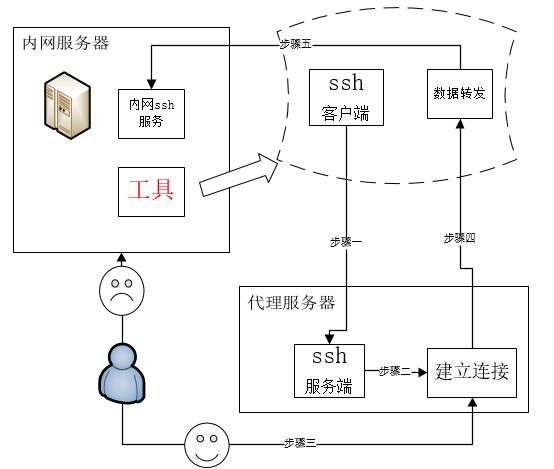 内网服务器
步骤五
ssh
客户端
数据转发
内网ssh
服务
工具
步骤一
步骤四
代理服务器
ssh
服务端
步骤二
建立连接
步骤三